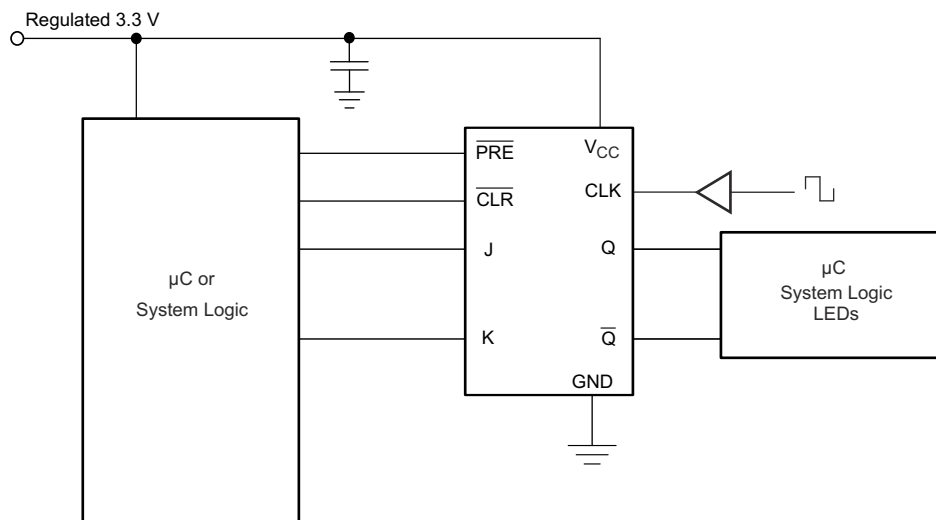 Regulated 3.3 V
PRE
VCC
CLR
CLK
J
Q
µC or
System Logic
µC
System Logic
LEDs
K
Q
GND